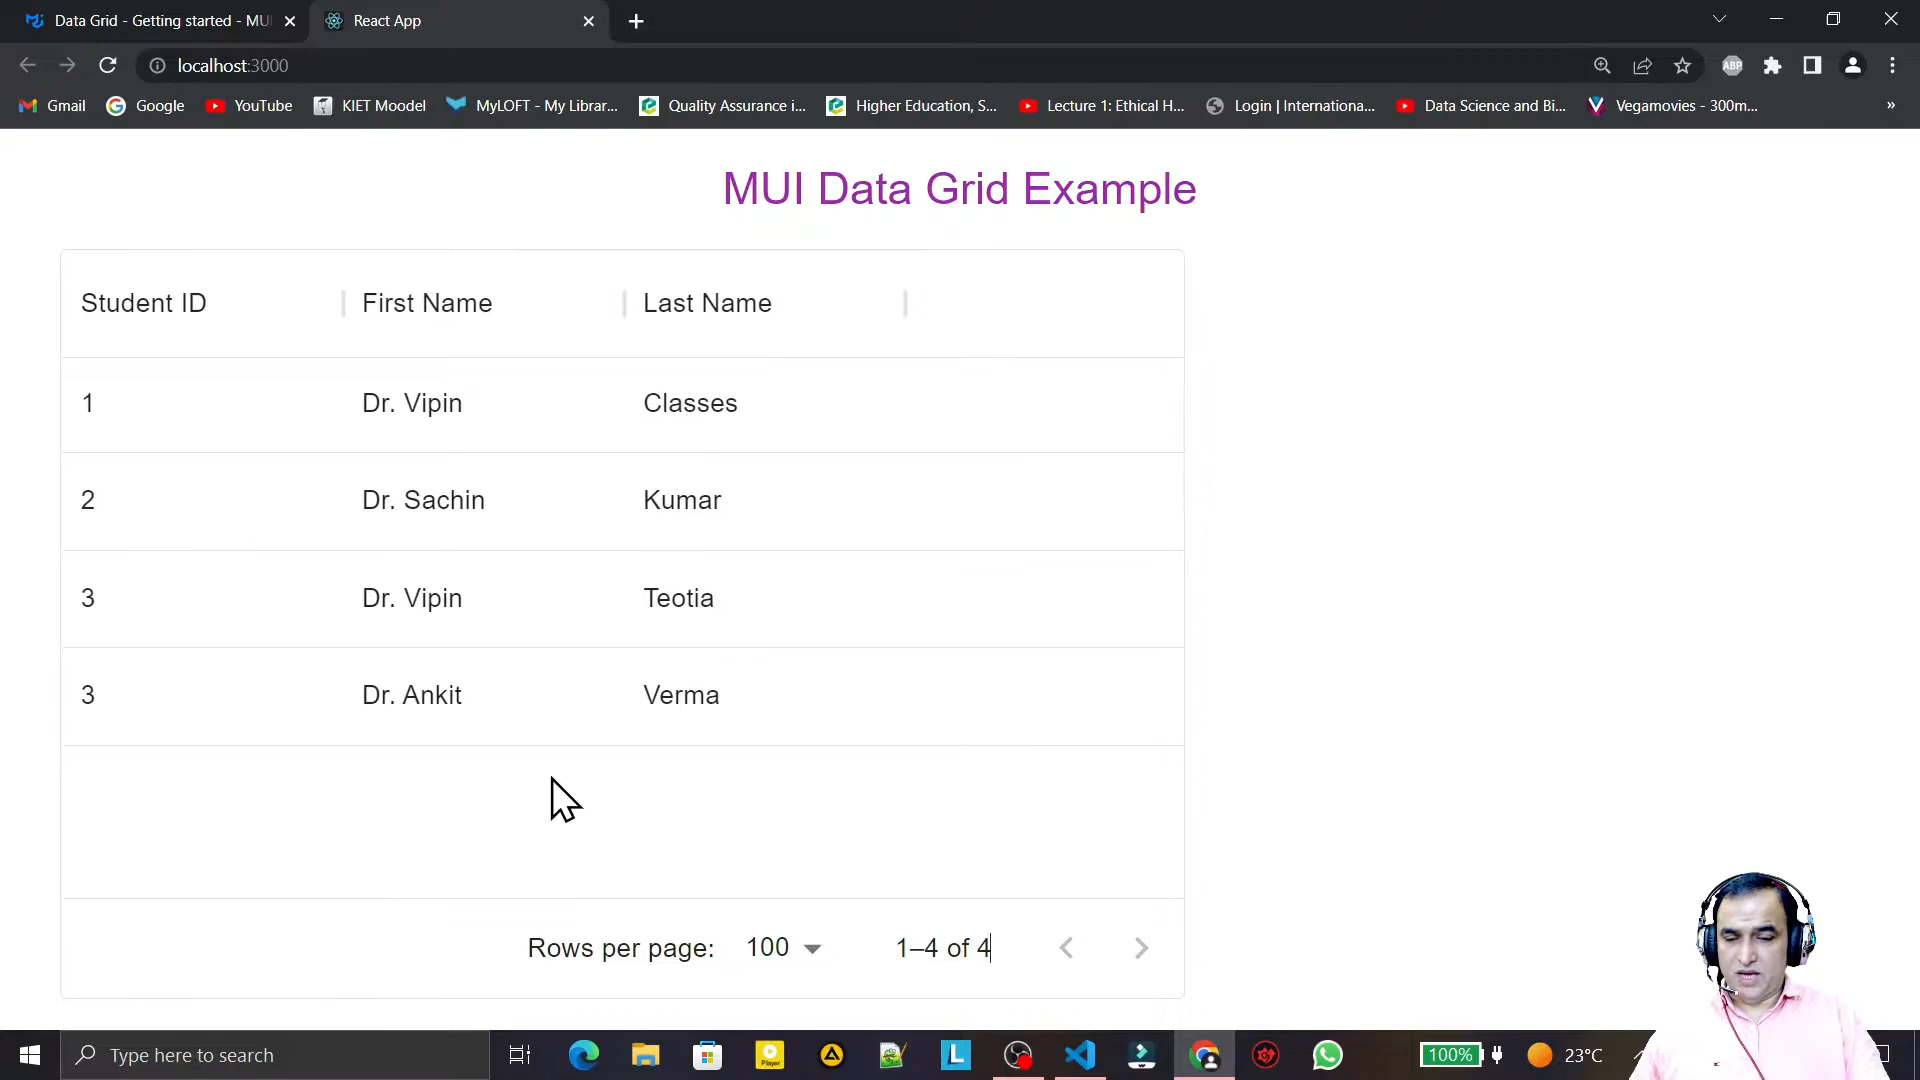 Data Grid - Getting started - MU
React App
localhost:3000
ABP
Gmail
Google
YouTube
KIET Moodel
MyLOFT - My Librar...
Quality Assurance i...
Higher Education, S...
Lecture 1: Ethical H...
Login | Internationa...
Data Science and Bi...
Vegamovies - 300m...
»
MUI Data Grid Example
Student ID First Name Last Name
1 Dr. Vipin Classes
2 Dr. Sachin Kumar
3 Dr. Vipin Teotia
3 Dr. Ankit Verma
Rows per page: 100 1–4 of 4
Type here to search
Player
L
100%
23°C